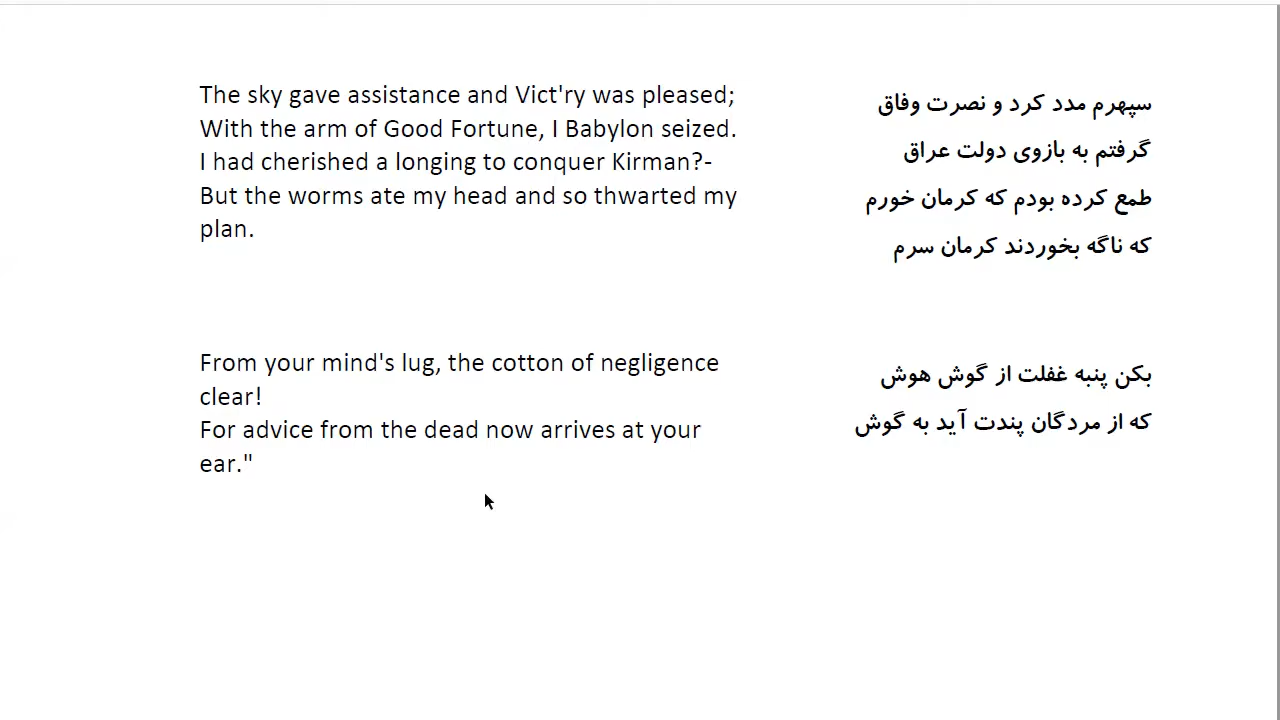 The sky gave assistance and Vict'ry was pleased;
With the arm of Good Fortune, I Babylon seized.
I had cherished a longing to conquer Kirman?-
But the worms ate my head and so thwarted my
plan.
سپهرم مدد کرد و نصرت وفاق
گرفتم به بازوی دولت عراق
طمع کرده بودم که کرمان خورم
که ناگه بخوردند کرمان سرم
From your mind's lug, the cotton of negligence
clear!
For advice from the dead now arrives at your
ear."
بکن پنبه غفلت از گوش هوش
که از مردگان پندت آید به گوش